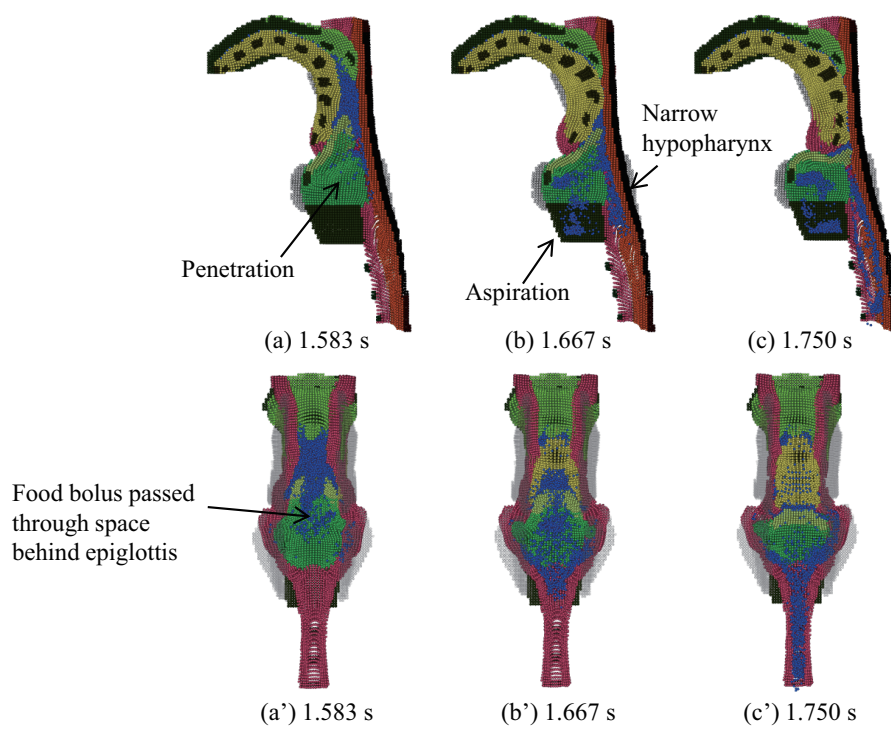 Narrow
hypopharynx
Penetration
Aspiration
(a) 1.583 s
(b) 1.667 s
(c) 1.750 s
Food bolus passed
through space
behind epiglottis
(a') 1.583 s
(b') 1.667 s
(c') 1.750 s